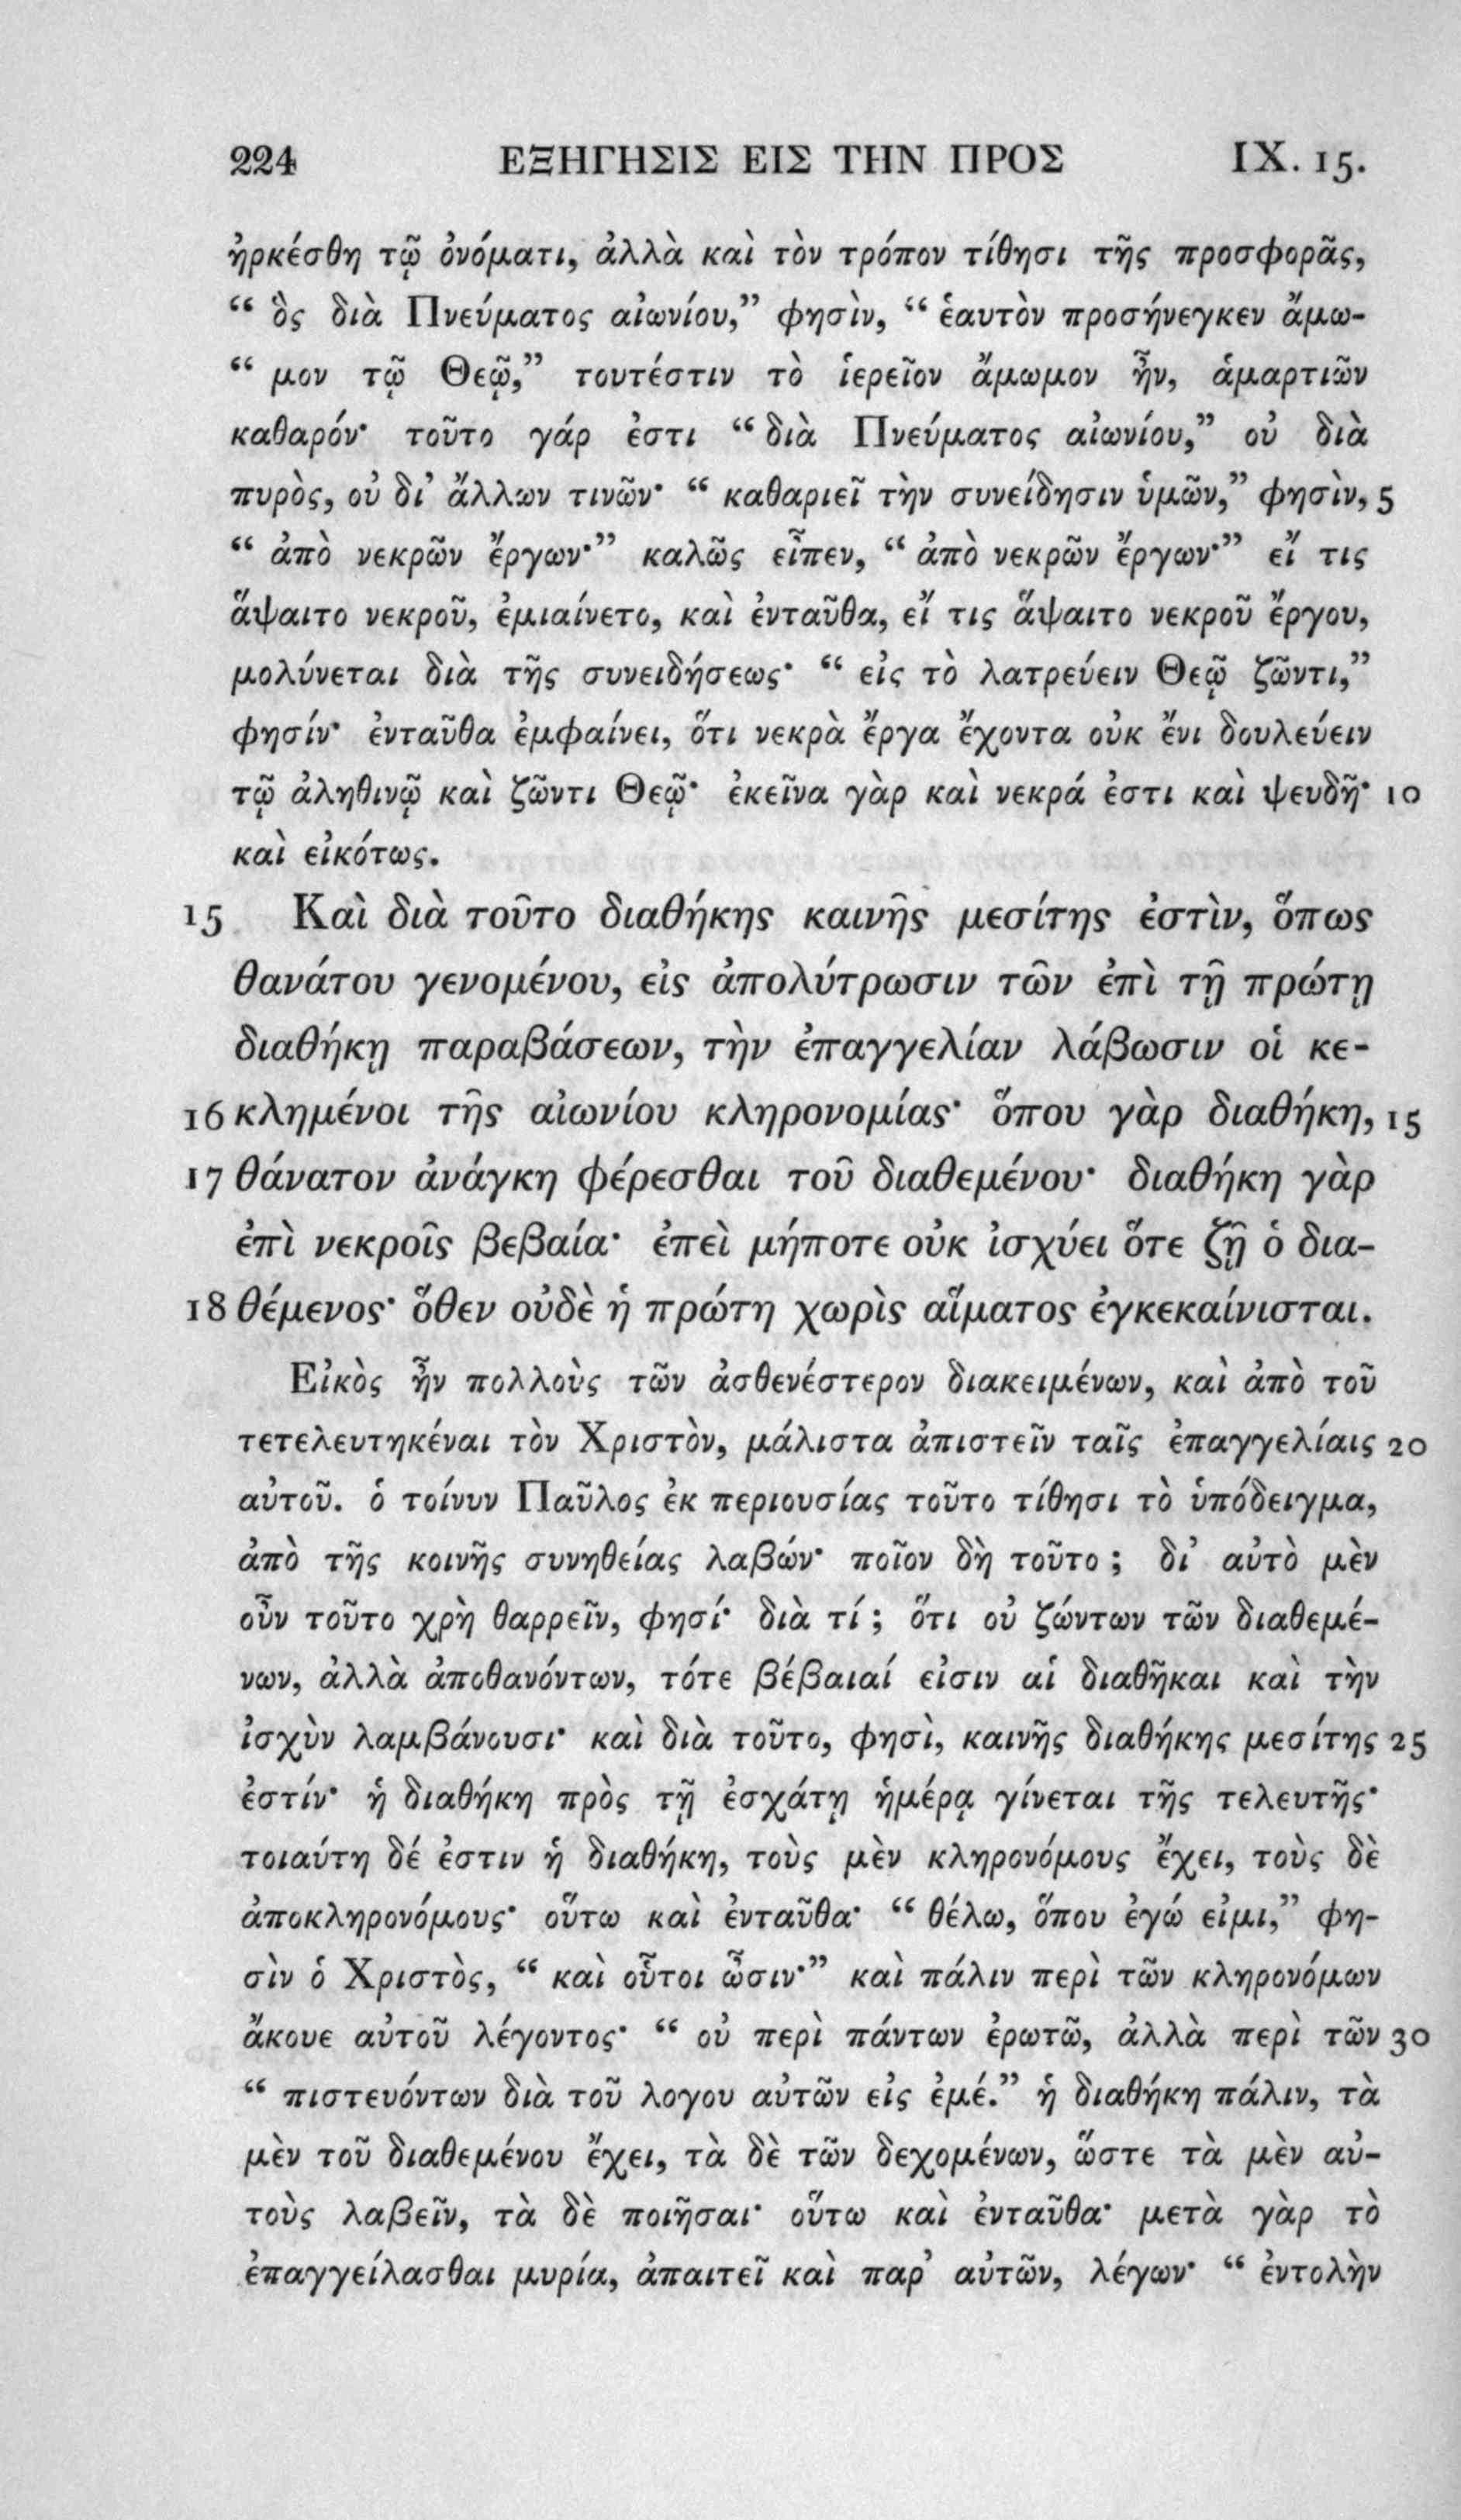 224 ΕΞΗΓΗΣΙΣ ΕΙΣ ΤΗΝ ΠΡΟΣ IX. 15.
ἠρκέσθη τῷ ὀνόματι, ἀλλὰ καὶ τὸν τρόπον τίθησι τῆς προσφορᾶς,
“ ὃς διὰ Πνεύματος αἰωνίου,” φησὶν, “ ἑαυτὸν προσήνεγκεν ἄμω-
“ μον τῷ Θεῷ,” τουτέστιν τὸ ἱερεῖον ἄμωμον ἦν, ἁμαρτιῶν
καθαρόν· τοῦτο γάρ ἐστι “ διὰ Πνεύματος αἰωνίου,” οὐ διὰ
πυρὸς, οὐ δι’ ἄλλων τινῶν· “ καθαριεῖ τὴν συνείδησιν ὑμῶν,” φησὶν, 5
“ ἀπὸ νεκρῶν ἔργων·” καλῶς εἶπεν, “ ἀπὸ νεκρῶν ἔργων·” εἴ τις
ἅψαιτο νεκροῦ, ἐμιαίνετο, καὶ ἐνταῦθα, εἴ τις ἅψαιτο νεκροῦ ἔργου,
μολύνεται διὰ τῆς συνειδήσεως· “ εἰς τὸ λατρεύειν Θεῷ ζῶντι,”
φησίν· ἐνταῦθα ἐμφαίνει, ὅτι νεκρὰ ἔργα ἔχοντα οὐκ ἔνι δουλεύειν
τῷ ἀληθινῷ καὶ ζῶντι Θεῷ· ἐκεῖνα γὰρ καὶ νεκρά ἐστι καὶ ψευδῆ· 10
καὶ εἰκότως.
15 Καὶ διὰ τοῦτο διαθήκης καινῆς μεσίτης ἐστὶν, ὅπως
θανάτου γενομένου, εἰς ἀπολύτρωσιν τῶν ἐπὶ τῇ πρώτῃ
διαθήκῃ παραβάσεων, τὴν ἐπαγγελίαν λάβωσιν οἱ κε-
16 κλημένοι τῆς αἰωνίου κληρονομίας· ὅπου γὰρ διαθήκη, 15
17 θάνατον ἀνάγκη φέρεσθαι τοῦ διαθεμένου· διαθήκη γὰρ
ἐπὶ νεκροῖς βεβαία· ἐπεὶ μήποτε οὐκ ἰσχύει ὅτε ζῇ ὁ δια-
18 θέμενος· ὅθεν οὐδὲ ἡ πρώτη χωρὶς αἵματος ἐγκεκαίνισται.
Εἰκὸς ἦν πολλοὺς τῶν ἀσθενέστερον διακειμένων, καὶ ἀπὸ τοῦ
τετελευτηκέναι τὸν Χριστὸν, μάλιστα ἀπιστεῖν ταῖς ἐπαγγελίαις 20
αὐτοῦ. ὁ τοίνυν Παῦλος ἐκ περιουσίας τοῦτο τίθησι τὸ ὑπόδειγμα,
ἀπὸ τῆς κοινῆς συνηθείας λαβών· ποῖον δὴ τοῦτο ; δι’ αὐτὸ μὲν
οὖν τοῦτο χρὴ θαρρεῖν, φησί· διὰ τί ; ὅτι οὐ ζώντων τῶν διαθεμέ-
νων, ἀλλὰ ἀποθανόντων, τότε βέβαιαί εἰσιν αἱ διαθῆκαι καὶ τὴν
ἰσχὺν λαμβάνουσι· καὶ διὰ τοῦτο, φησὶ, καινῆς διαθήκης μεσίτης 25
ἐστίν· ἡ διαθήκη πρὸς τῇ ἐσχάτῃ ἡμέρᾳ γίνεται τῆς τελευτῆς·
τοιαύτη δέ ἐστιν ἡ διαθήκη, τοὺς μὲν κληρονόμους ἔχει, τοὺς δὲ
ἀποκληρονόμους· οὕτω καὶ ἐνταῦθα· “ θέλω, ὅπου ἐγώ εἰμι,” φη-
σὶν ὁ Χριστὸς, “ καὶ οὗτοι ὦσιν·” καὶ πάλιν περὶ τῶν κληρονόμων
ἄκουε αὐτοῦ λέγοντος· “ οὐ περὶ πάντων ἐρωτῶ, ἀλλὰ περὶ τῶν 30
“ πιστευόντων διὰ τοῦ λογου αὐτῶν εἰς ἐμέ.” ἡ διαθήκη πάλιν, τὰ
μὲν τοῦ διαθεμένου ἔχει, τὰ δὲ τῶν δεχομένων, ὥστε τὰ μὲν αὐ-
τοὺς λαβεῖν, τὰ δὲ ποιῆσαι· οὕτω καὶ ἐνταῦθα· μετὰ γὰρ τὸ
ἐπαγγείλασθαι μυρία, ἀπαιτεῖ καὶ παρ’ αὐτῶν, λέγων· “ ἐντολὴν